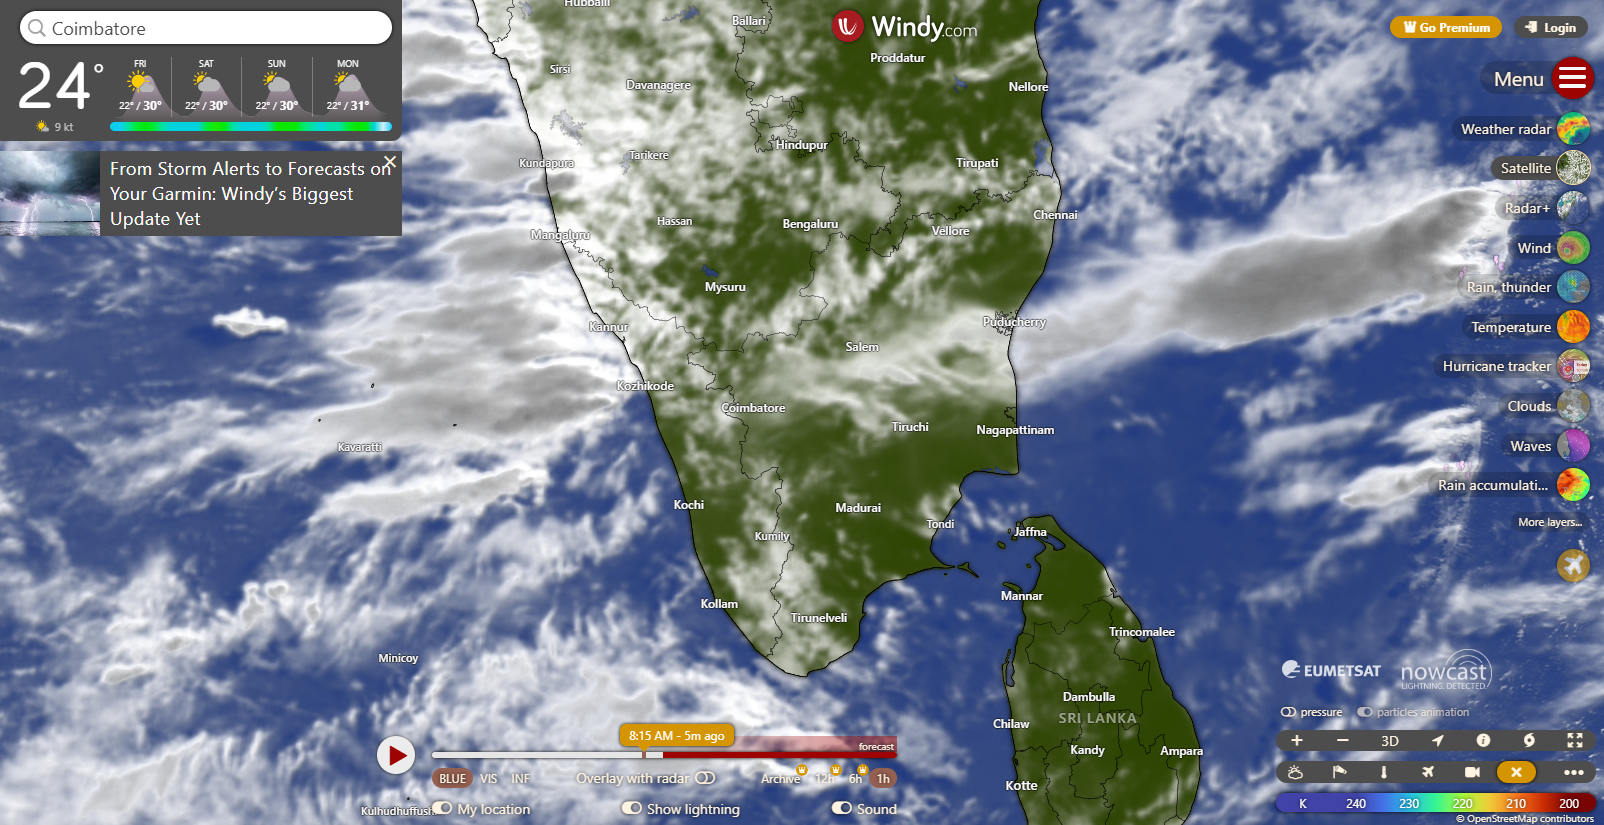 Coimbatore
24°
9 kt
FRI
22° / 30°
SAT
22° / 30°
SUN
22° / 30°
MON
22° / 31°
From Storm Alerts to Forecasts on
Your Garmin: Windy's Biggest
Update Yet
Windy.com
Go Premium
Login
Menu
Weather radar
Satellite
Radar+
Wind
Rain, thunder
Temperature
Hurricane tracker
Clouds
Waves
Rain accumulati...
More layers...
Hubballi
Ballari
Proddatur
Sirsi
Davanagere
Nellore
Hindupur
Tarikere
Kundapura
Tirupati
Hassan
Bengaluru
Chennai
Mangaluru
Vellore
Mysuru
Kannur
Puducherry
Salem
Kozhikode
Coimbatore
Tiruchi
Nagapattinam
Kavaratti
Kochi
Madurai
Tondi
Kumily
Jaffna
Kollam
Mannar
Tirunelveli
Trincomalee
Minicoy
Dambulla
SRI LANKA
Chilaw
Kandy
Ampara
Kotte
Kulhudhuffushi
EUMETSAT
nowcast
LIGHTNING. DETECTED.
pressure
particles animation
3D
K 240 230 220 210 200
© OpenStreetMap contributors
8:15 AM - 5m ago
forecast
BLUE VIS INF
Overlay with radar
Archive 12h 6h 1h
My location
Show lightning
Sound